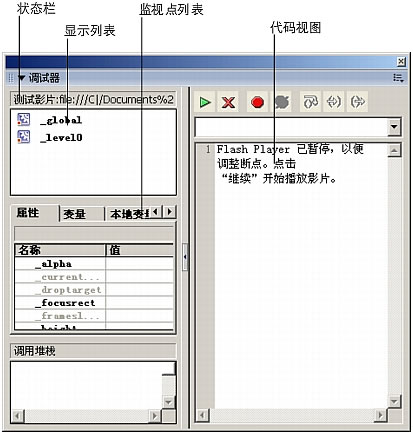 状态栏
显示列表
监视点列表
代码视图
调试器
测试影片:file:///C|/Documents%2
_global
_level0
属性 变量 本地变量
名称 值
_alpha
_current...
_droptarget
_focusrect
_framesl...
_height
调用堆栈
1 Flash Player 已暂停，以便
调整断点。点击
“继续”开始播放影片。